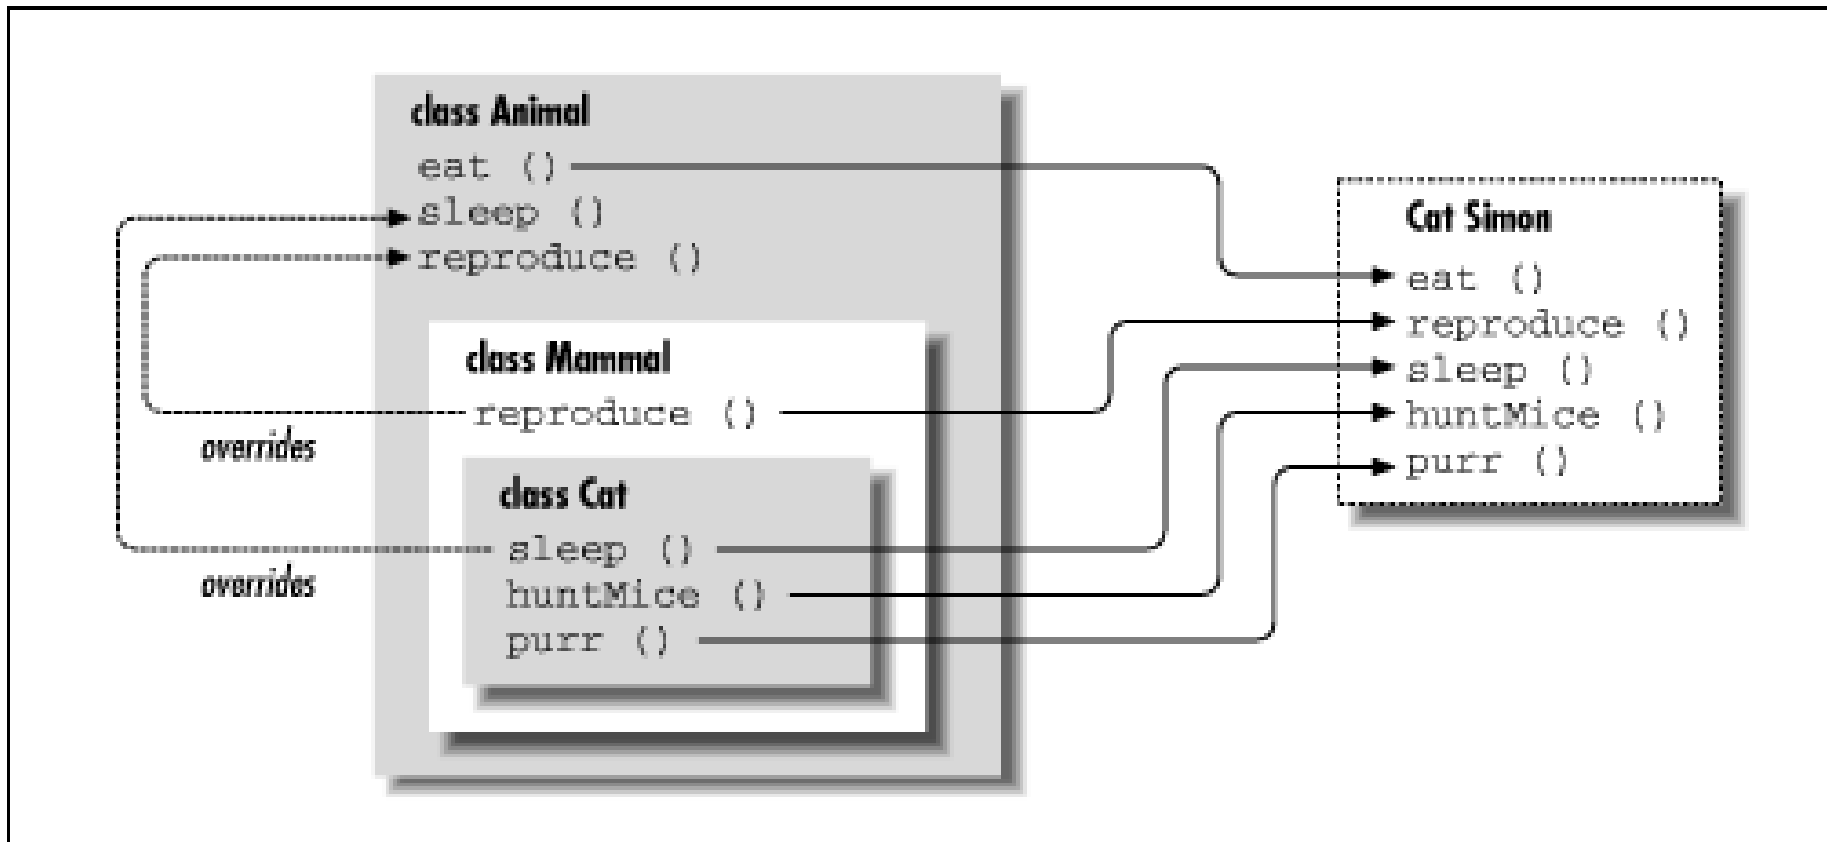 class Animal
eat ()
sleep ()
reproduce ()
class Mammal
reproduce ()
overrides
class Cat
sleep ()
overrides
huntMice ()
purr ()
Cat Simon
eat ()
reproduce ()
sleep ()
huntMice ()
purr ()